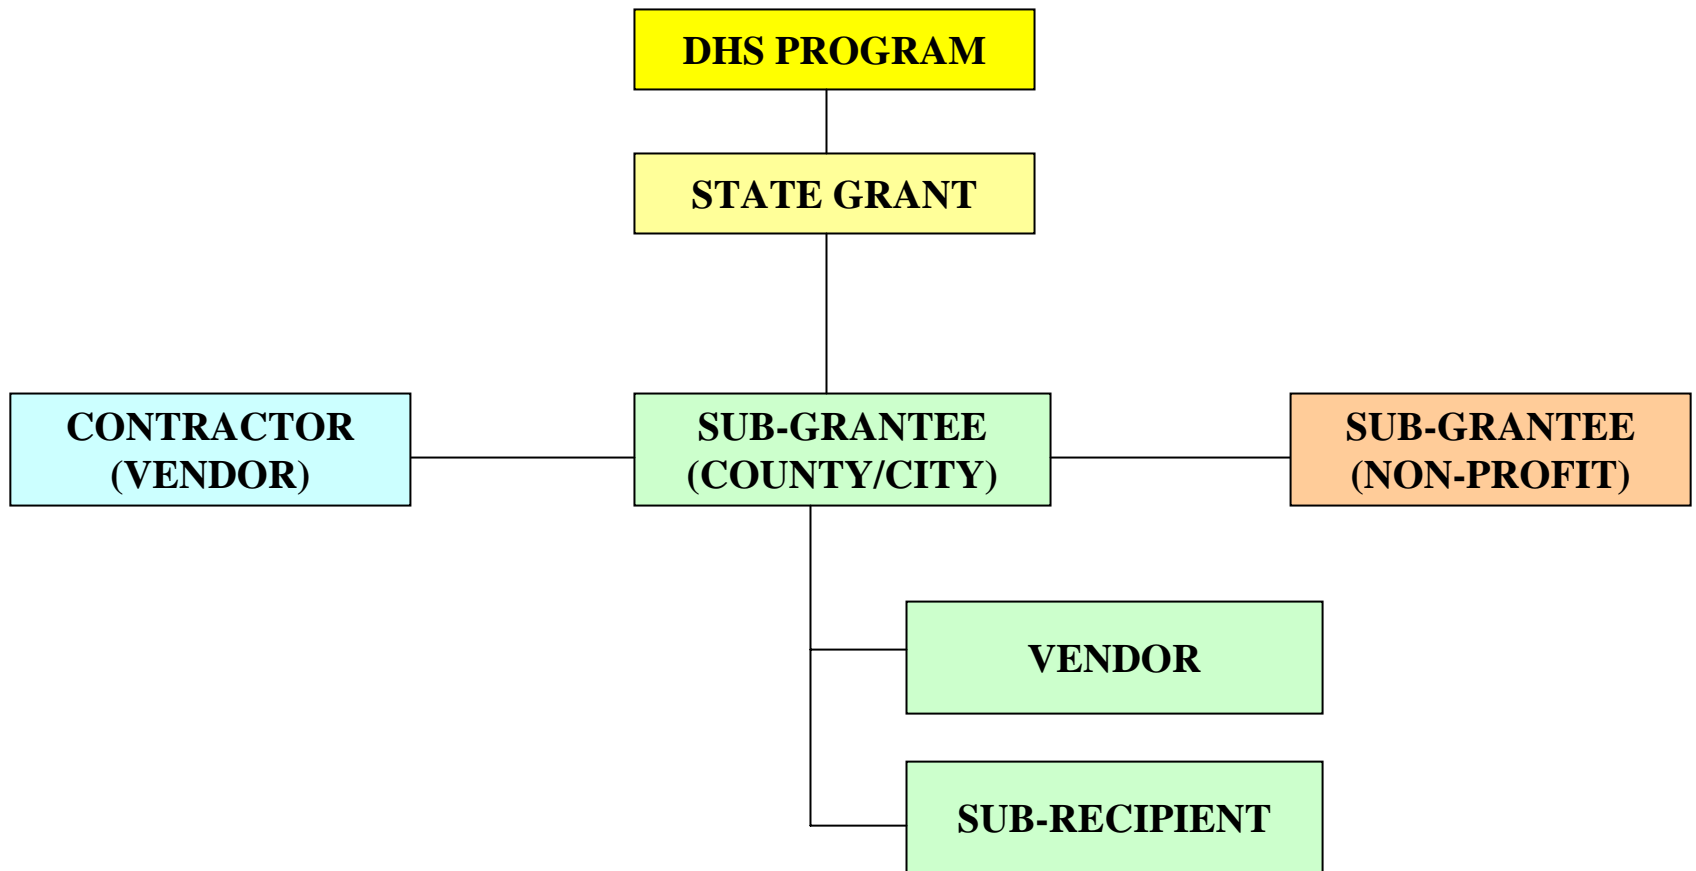 DHS PROGRAM
STATE GRANT
CONTRACTOR
(VENDOR)
SUB-GRANTEE
(COUNTY/CITY)
SUB-GRANTEE
(NON-PROFIT)
VENDOR
SUB-RECIPIENT